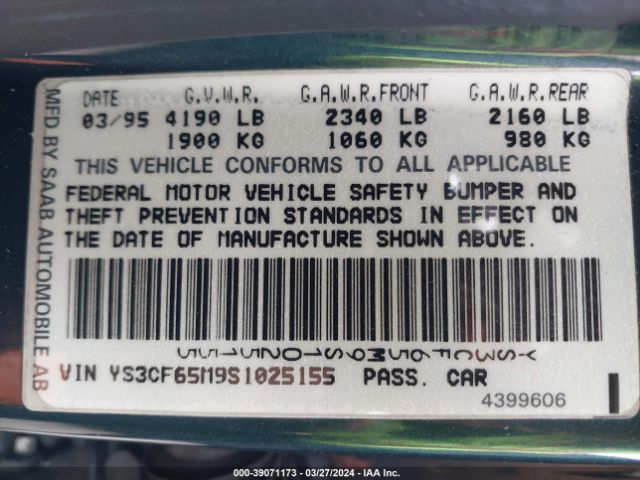 MFD BY SAAB AUTOMOBILE AB
DATE G.V.W.R. G.A.W.R.FRONT G.A.W.R.REAR
03/95 4190 LB 2340 LB 2160 LB
1900 KG 1060 KG 980 KG
THIS VEHICLE CONFORMS TO ALL APPLICABLE
FEDERAL MOTOR VEHICLE SAFETY BUMPER AND
THEFT PREVENTION STANDARDS IN EFFECT ON
THE DATE OF MANUFACTURE SHOWN ABOVE.
YS3CF65M9S1025155
VIN YS3CF65M9S1025155 PASS. CAR
4399606
000-39071173 - 03/27/2024 - IAA Inc.